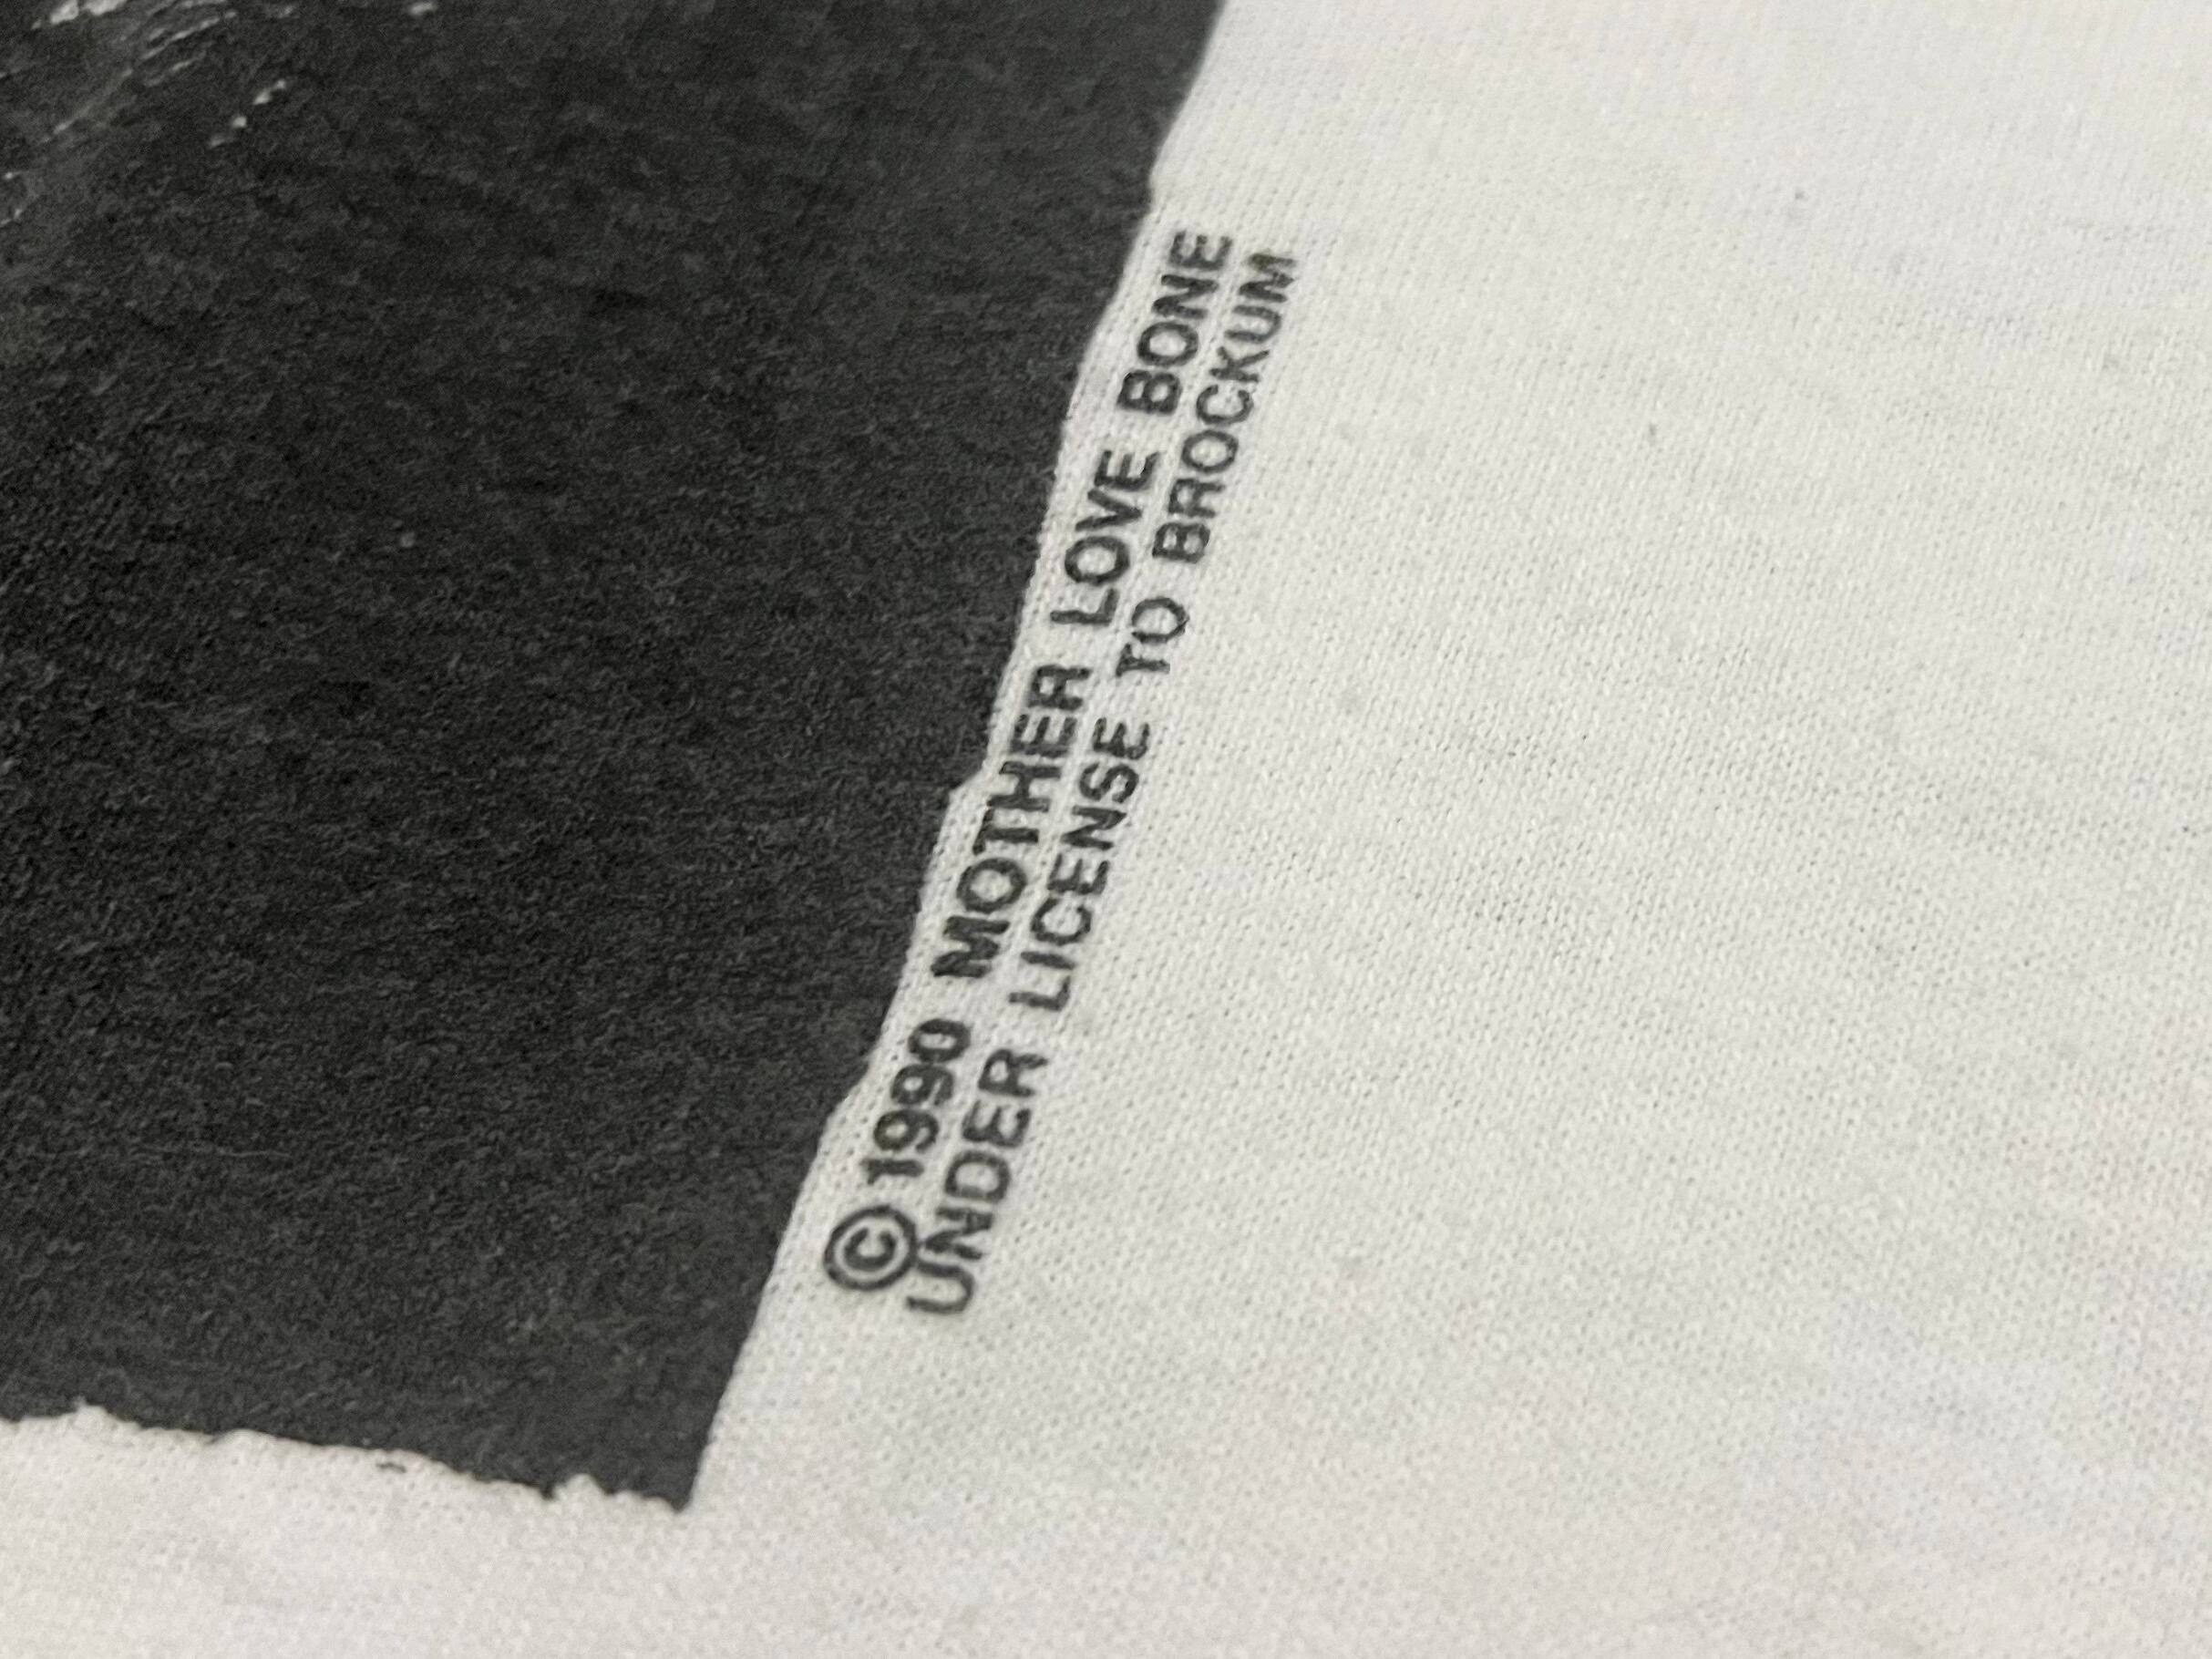 © 1990 MOTHER LOVE BONE
UNDER LICENSE TO BROCKUM